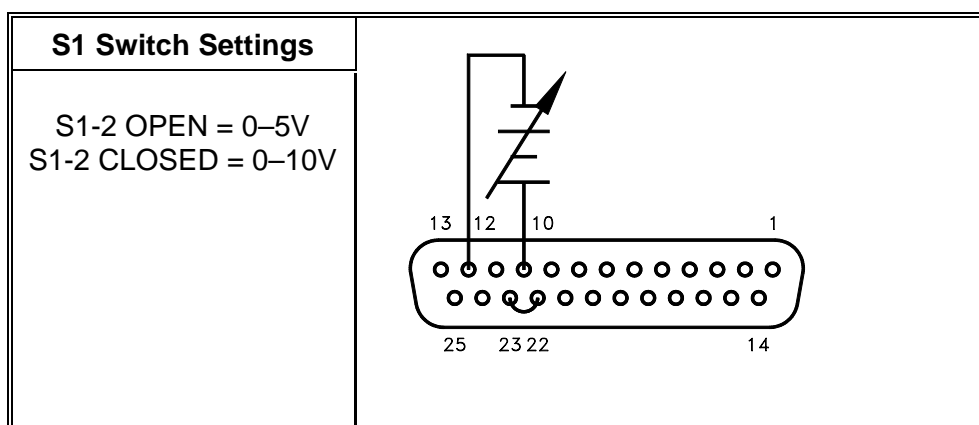 S1 Switch Settings
S1-2 OPEN = 0–5V
S1-2 CLOSED = 0–10V
13 12 10 1
25 23 22 14